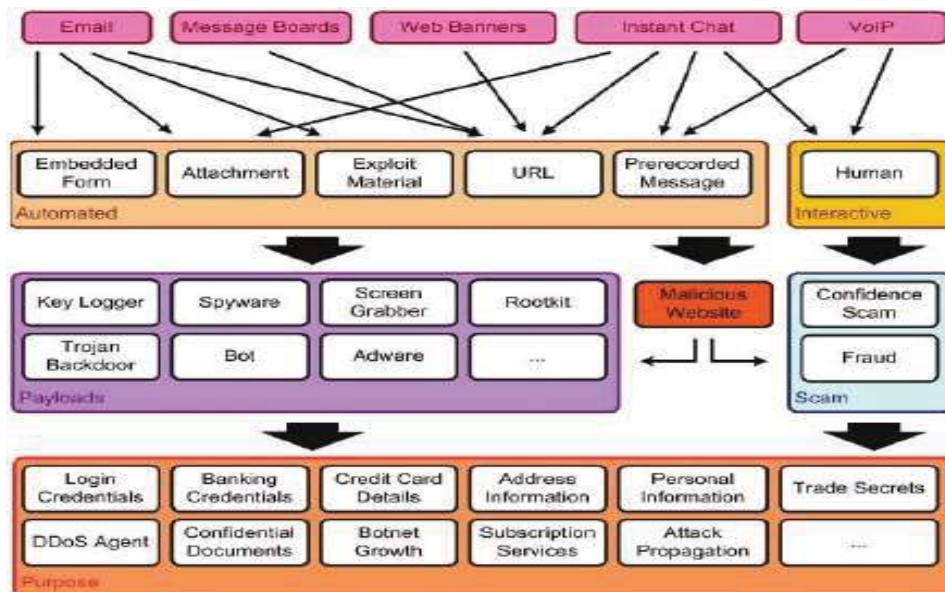 Email
Message Boards
Web Banners
Instant Chat
VoIP
Embedded
Form
Attachment
Exploit
Material
URL
Prerecorded
Message
Human
Automated
Interactive
Key Logger
Spyware
Screen
Grabber
Rootkit
Malicious
Website
Confidence
Scam
Trojan
Backdoor
Bot
Adware
...
Fraud
Payloads
Scam
Login
Credentials
Banking
Credentials
Credit Card
Details
Address
Information
Personal
Information
Trade Secrets
DDoS Agent
Confidential
Documents
Botnet
Growth
Subscription
Services
Attack
Propagation
...
Purpose